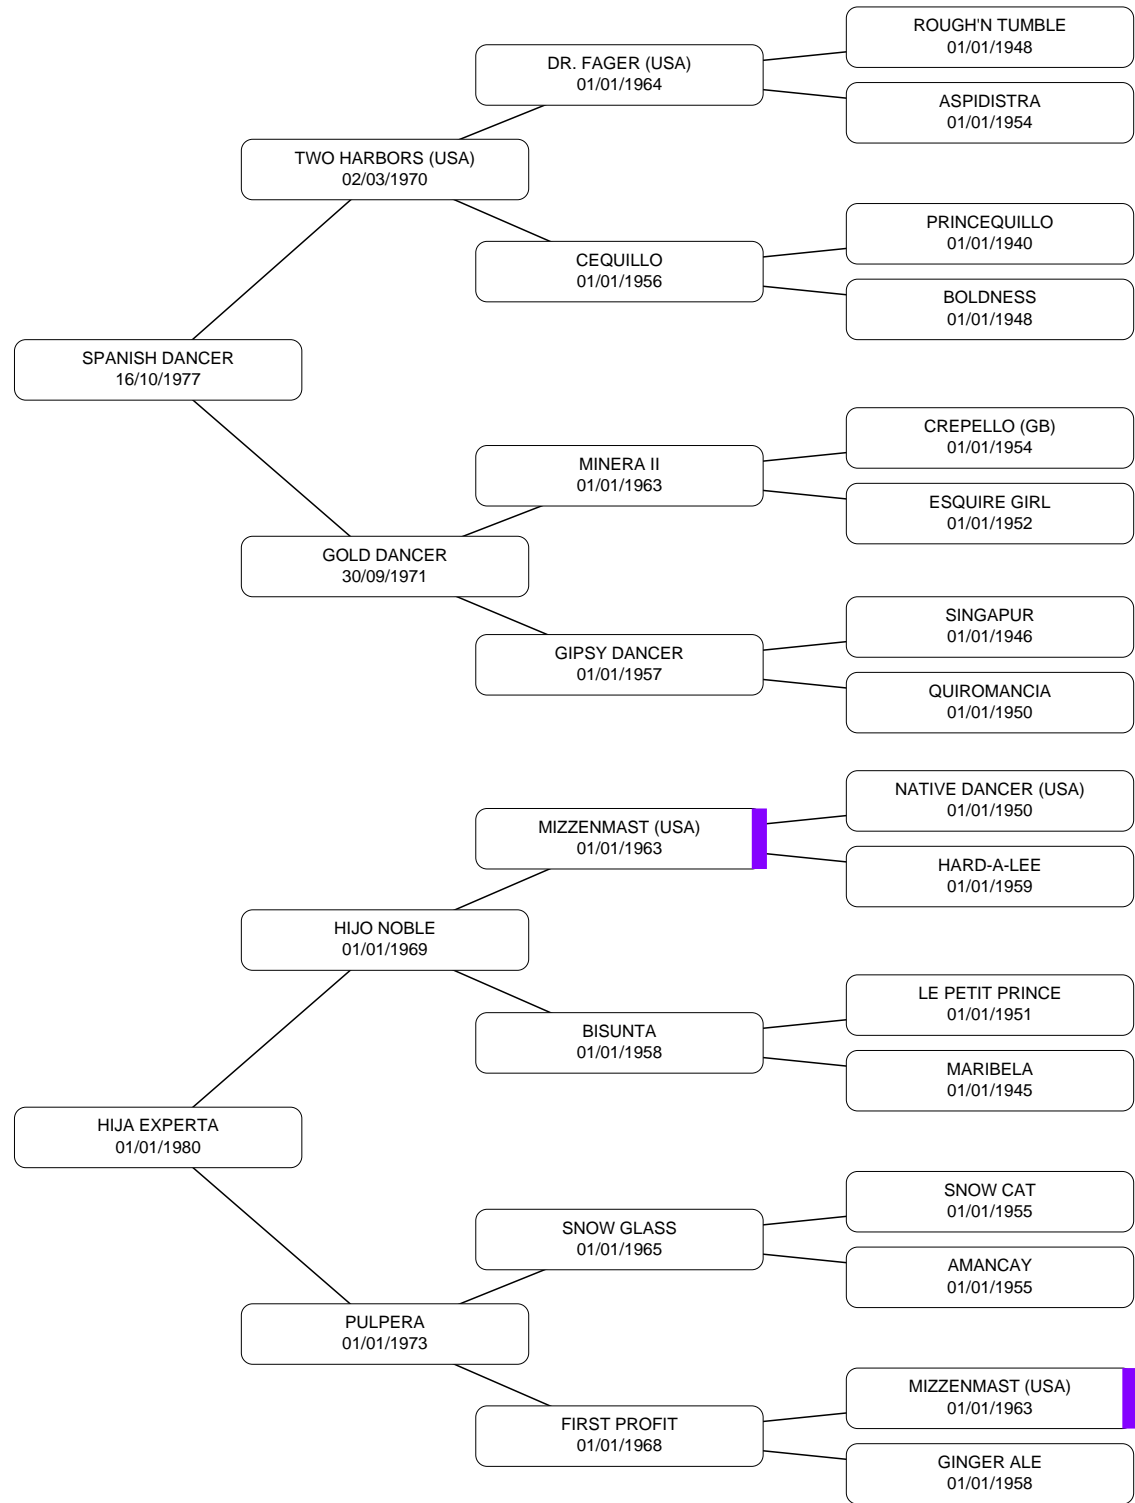 ROUGH'N TUMBLE
01/01/1948
DR. FAGER (USA)
01/01/1964
ASPIDISTRA
01/01/1954
TWO HARBORS (USA)
02/03/1970
PRINCEQUILLO
01/01/1940
CEQUILLO
01/01/1956
BOLDNESS
01/01/1948
SPANISH DANCER
16/10/1977
CREPELLO (GB)
01/01/1954
MINERA II
01/01/1963
ESQUIRE GIRL
01/01/1952
GOLD DANCER
30/09/1971
SINGAPUR
01/01/1946
GIPSY DANCER
01/01/1957
QUIROMANCIA
01/01/1950
NATIVE DANCER (USA)
01/01/1950
MIZZENMAST (USA)
01/01/1963
HARD-A-LEE
01/01/1959
HIJO NOBLE
01/01/1969
LE PETIT PRINCE
01/01/1951
BISUNTA
01/01/1958
MARIBELA
01/01/1945
HIJA EXPERTA
01/01/1980
SNOW CAT
01/01/1955
SNOW GLASS
01/01/1965
AMANCAY
01/01/1955
PULPERA
01/01/1973
MIZZENMAST (USA)
01/01/1963
FIRST PROFIT
01/01/1968
GINGER ALE
01/01/1958